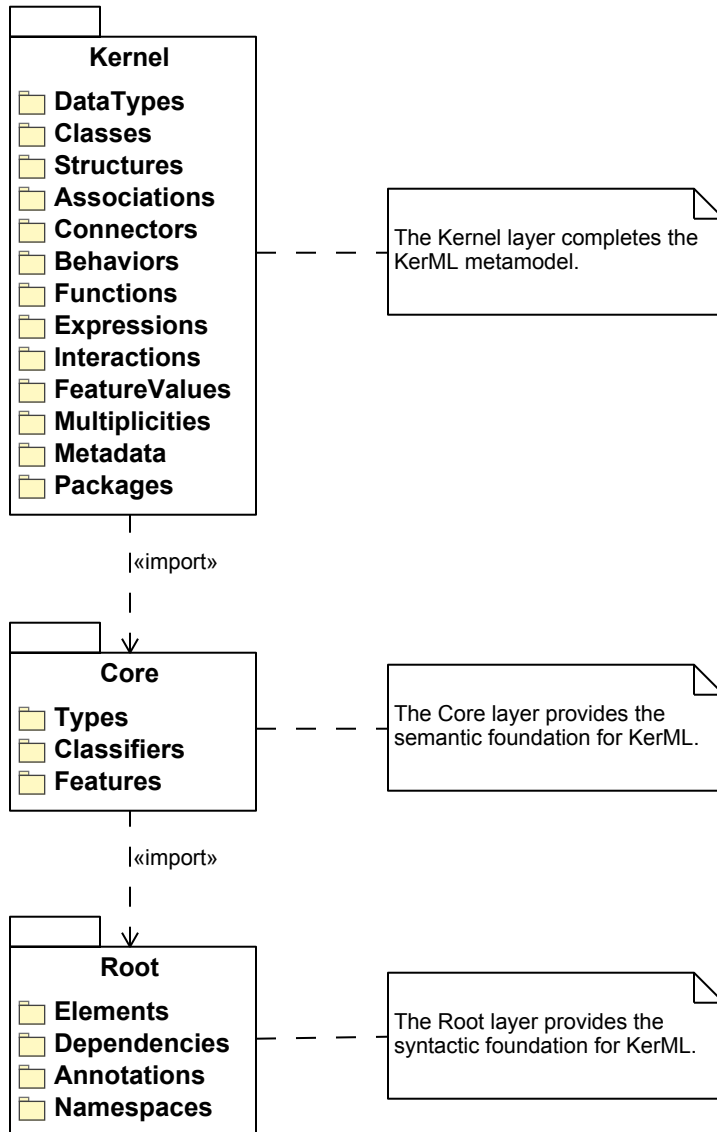 Kernel
DataTypes
Classes
Structures
Associations
Connectors
Behaviors
Functions
Expressions
Interactions
FeatureValues
Multiplicities
Metadata
Packages
The Kernel layer completes the
KerML metamodel.
«import»
Core
Types
Classifiers
Features
The Core layer provides the
semantic foundation for KerML.
«import»
Root
Elements
Dependencies
Annotations
Namespaces
The Root layer provides the
syntactic foundation for KerML.